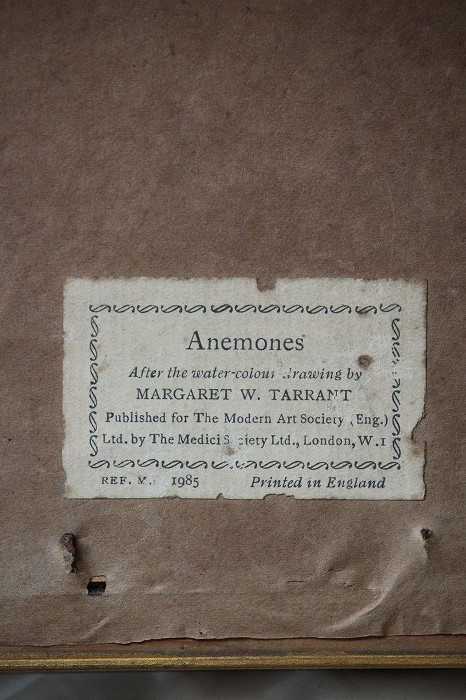 Anemones
After the water-colour drawing by
MARGARET W. TARRANT
Published for The Modern Art Society (Eng.)
Ltd. by The Medici Society Ltd., London, W.1
REF. 1985 Printed in England